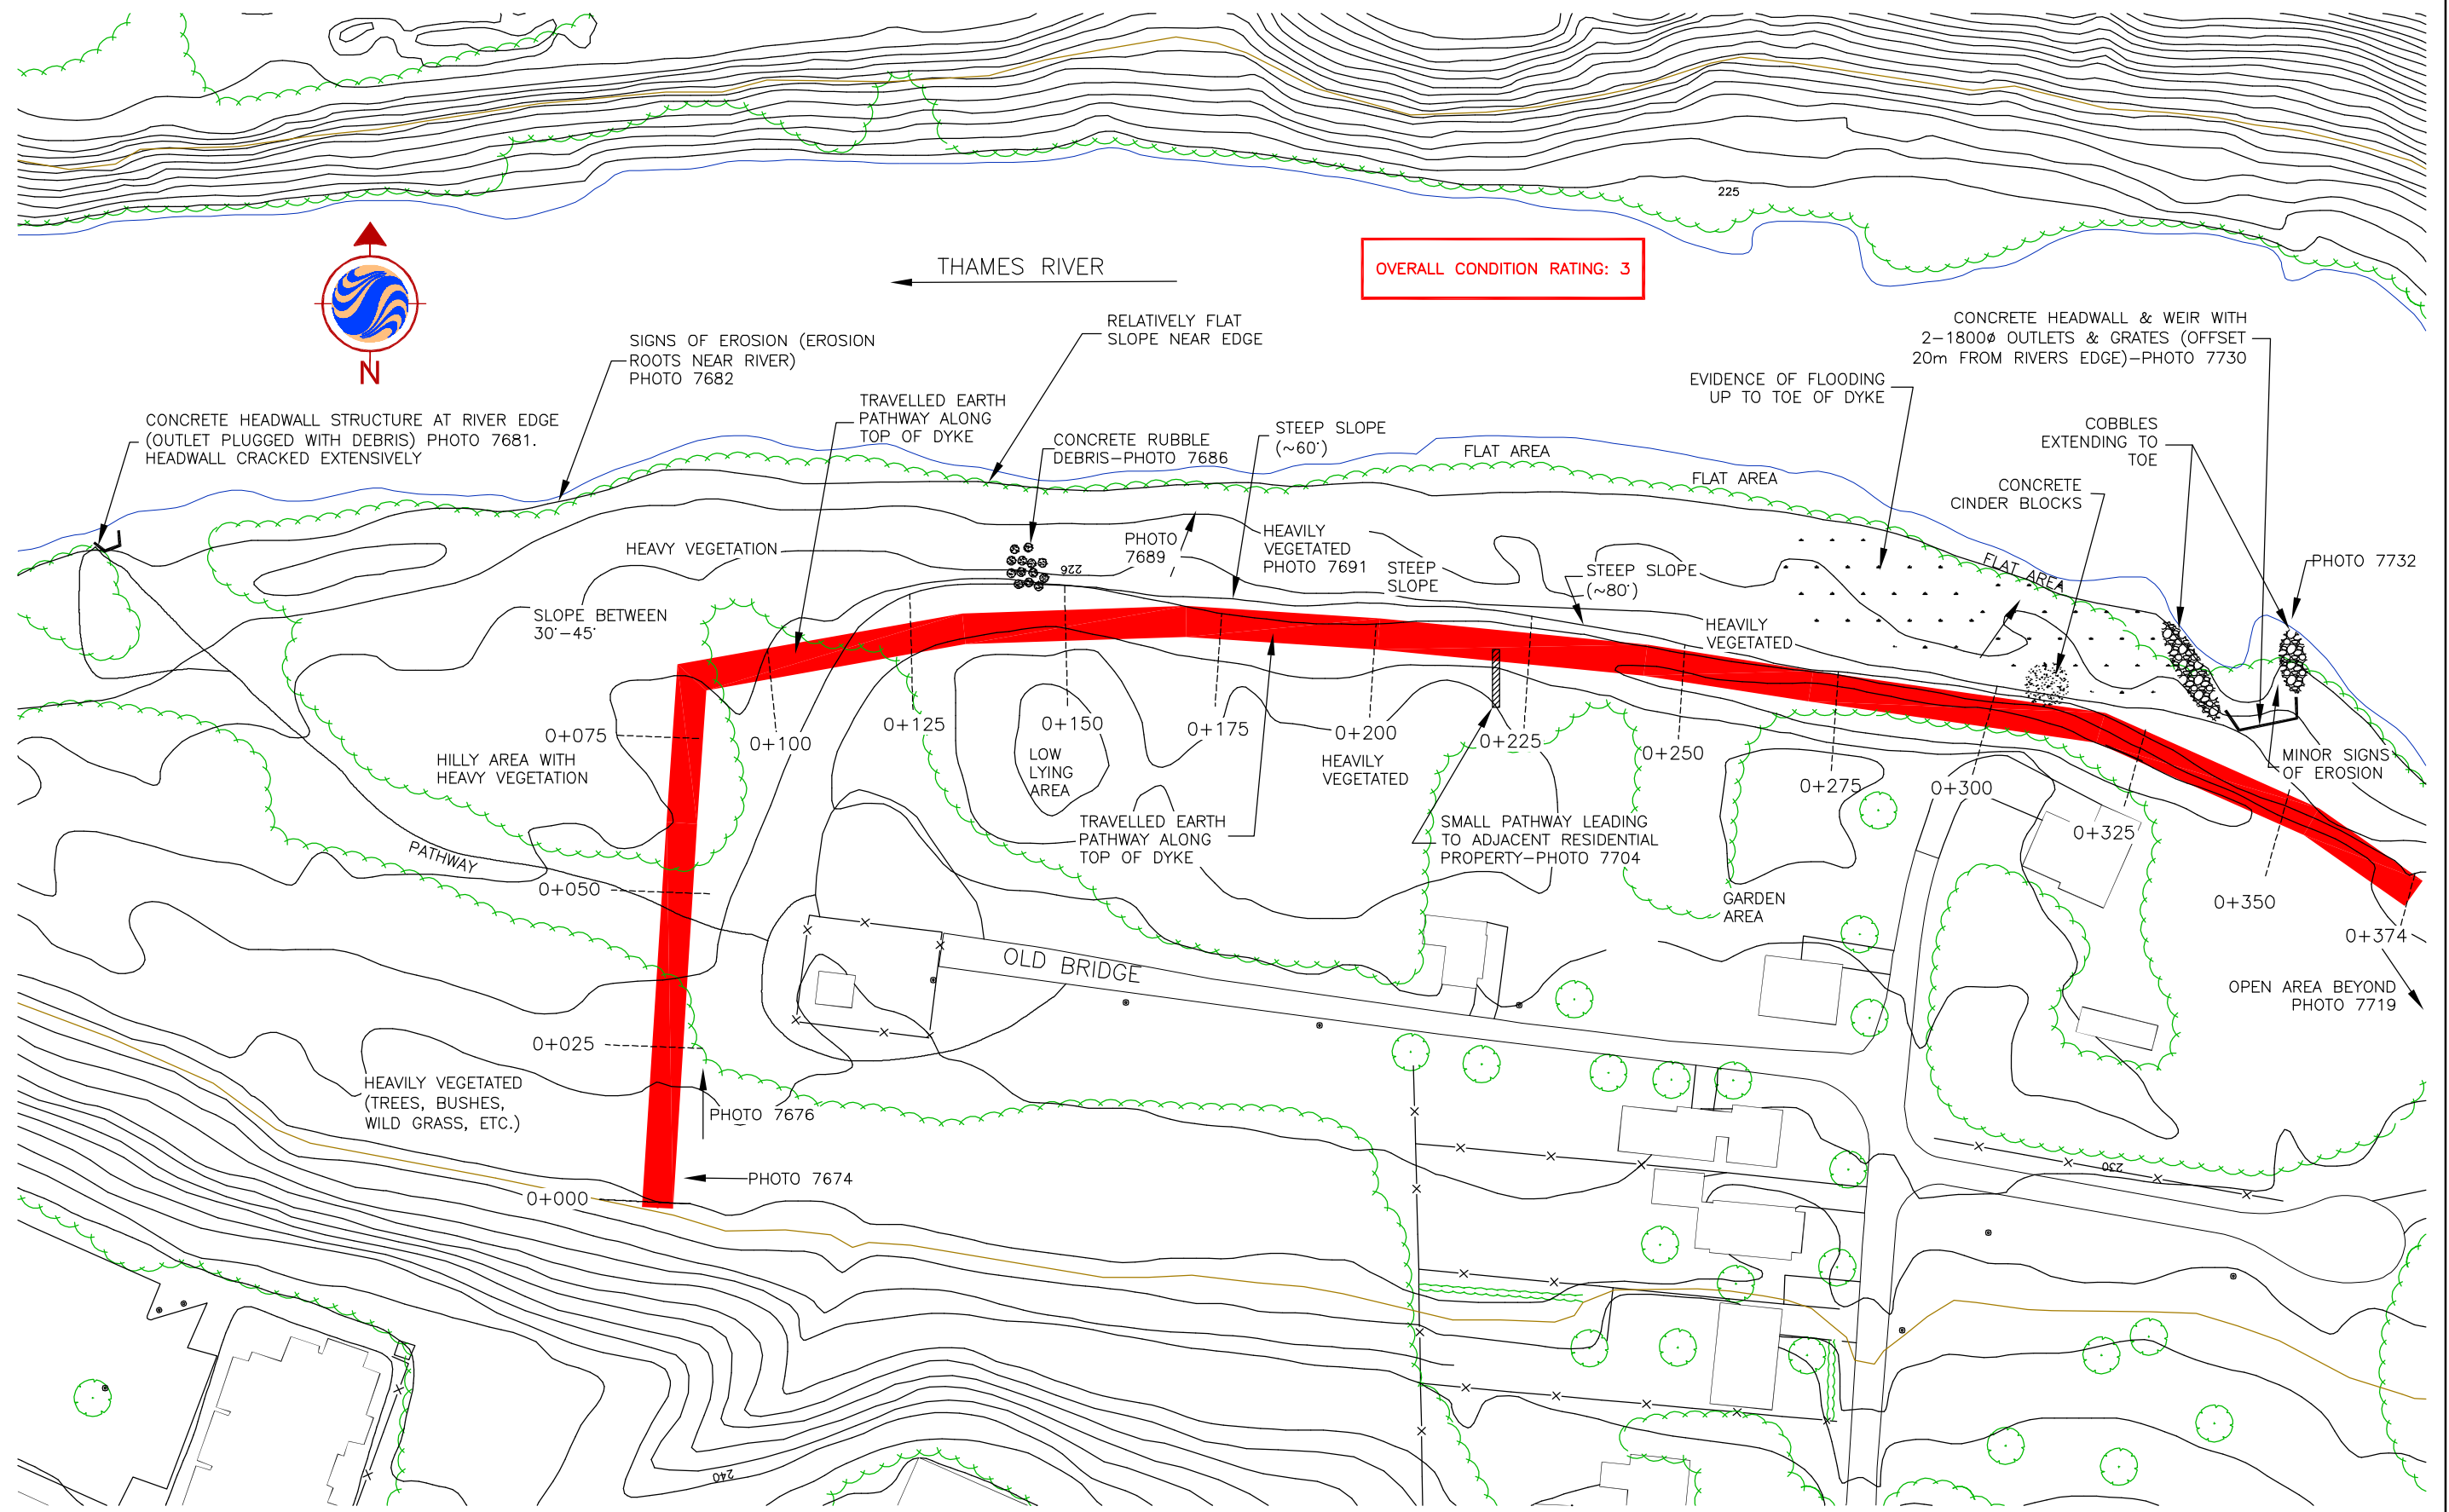 225
THAMES RIVER
OVERALL CONDITION RATING: 3
N
SIGNS OF EROSION (EROSION
ROOTS NEAR RIVER)
PHOTO 7682
RELATIVELY FLAT
SLOPE NEAR EDGE
CONCRETE HEADWALL & WEIR WITH
2-1800ø OUTLETS & GRATES (OFFSET
20m FROM RIVERS EDGE)-PHOTO 7730
EVIDENCE OF FLOODING
UP TO TOE OF DYKE
CONCRETE HEADWALL STRUCTURE AT RIVER EDGE
(OUTLET PLUGGED WITH DEBRIS) PHOTO 7681.
HEADWALL CRACKED EXTENSIVELY
TRAVELLED EARTH
PATHWAY ALONG
TOP OF DYKE
CONCRETE RUBBLE
DEBRIS-PHOTO 7686
STEEP SLOPE
(~60°)
FLAT AREA
FLAT AREA
COBBLES
EXTENDING TO
TOE
CONCRETE
CINDER BLOCKS
HEAVY VEGETATION
226
PHOTO
7689
HEAVILY
VEGETATED
PHOTO 7691
STEEP
SLOPE
STEEP SLOPE
(~80°)
FLAT AREA
PHOTO 7732
SLOPE BETWEEN
30°-45°
HEAVILY
VEGETATED
0+075
0+100
0+125
0+150
0+175
0+200
0+225
0+250
0+275
0+300
0+325
0+350
0+374
HILLY AREA WITH
HEAVY VEGETATION
LOW
LYING
AREA
HEAVILY
VEGETATED
MINOR SIGNS
OF EROSION
TRAVELLED EARTH
PATHWAY ALONG
TOP OF DYKE
SMALL PATHWAY LEADING
TO ADJACENT RESIDENTIAL
PROPERTY-PHOTO 7704
PATHWAY
0+050
GARDEN
AREA
OLD BRIDGE
OPEN AREA BEYOND
PHOTO 7719
0+025
HEAVILY VEGETATED
(TREES, BUSHES,
WILD GRASS, ETC.)
PHOTO 7676
230
PHOTO 7674
0+000
240